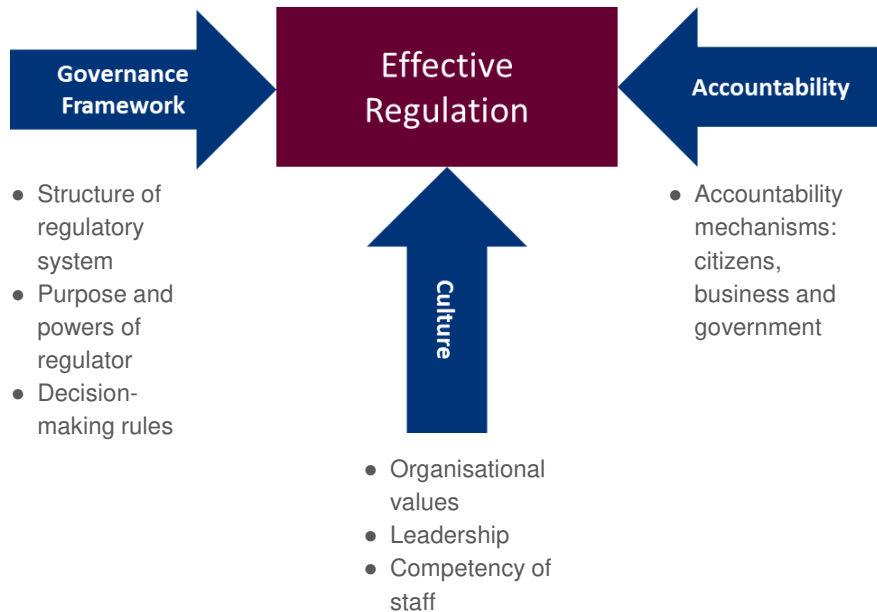 Governance
Framework
Effective
Regulation
Accountability
● Structure of
regulatory
system
● Purpose and
powers of
regulator
● Decision-
making rules
Culture
● Accountability
mechanisms:
citizens,
business and
government
● Organisational
values
● Leadership
● Competency of
staff